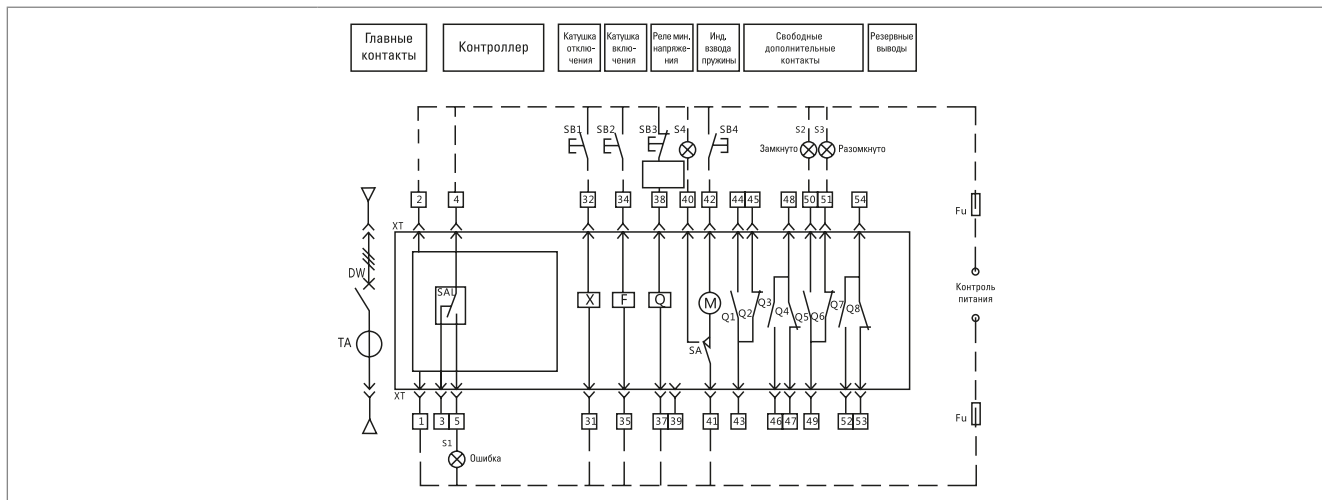 Главные
контакты
Контроллер
Катушка
отклю-
чения
Катушка
вклю-
чения
Реле мин.
напряже-
ния
Инд.
взвода
пружины
Свободные
дополнительные
контакты
Резервные
выводы
SB1
SB2
SB3
S4
SB4
S2
S3
Замкнуто
Разомкнуто
2
4
32
34
38
40
42
44
45
48
50
51
54
Fu
XT
DW
SAL
X
F
Q
M
Q1
Q2
Q3
Q4
Q5
Q6
Q7
Q8
Контроль
питания
TA
SA
XT
1
3
5
31
35
37
39
41
43
46
47
49
52
53
Fu
S1
Ошибка